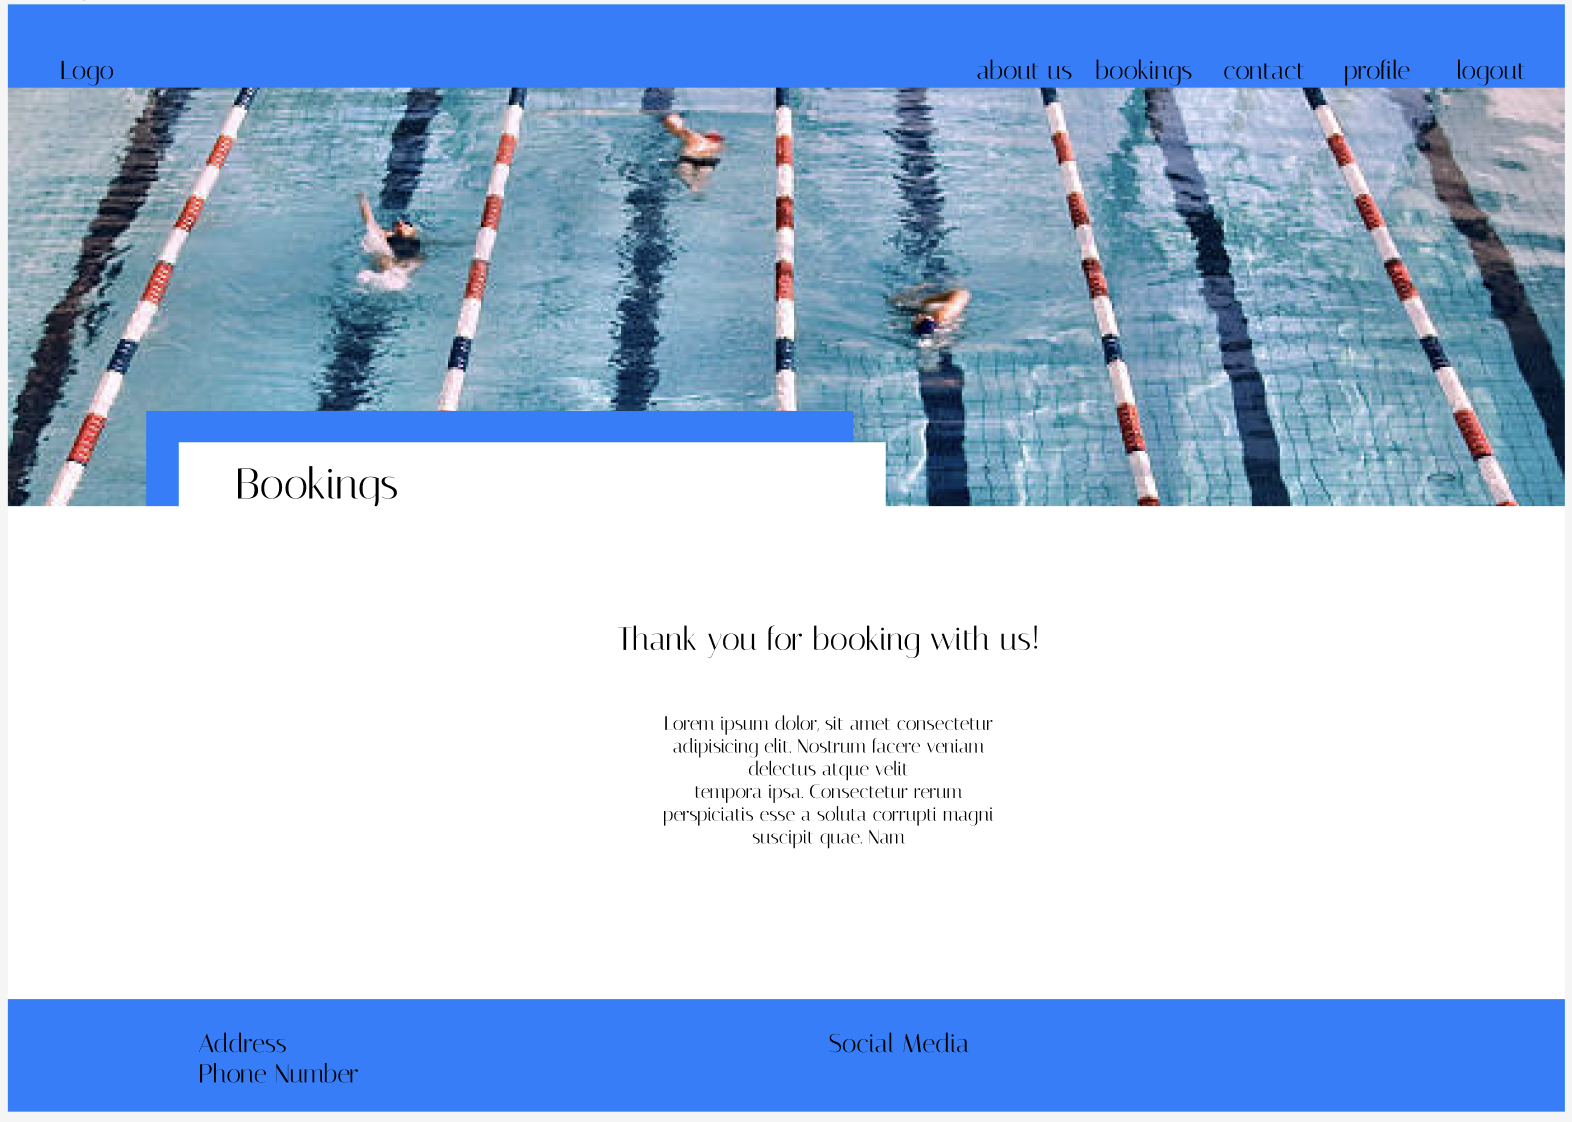 Logo
about us bookings contact profile logout
Bookings
Thank you for booking with us!
Lorem ipsum dolor, sit amet consectetur
adipisicing elit. Nostrum facere veniam
delectus atque velit
tempora ipsa. Consectetur rerum
perspiciatis esse a soluta corrupti magni
suscipit quae. Nam
Address
Phone Number
Social Media